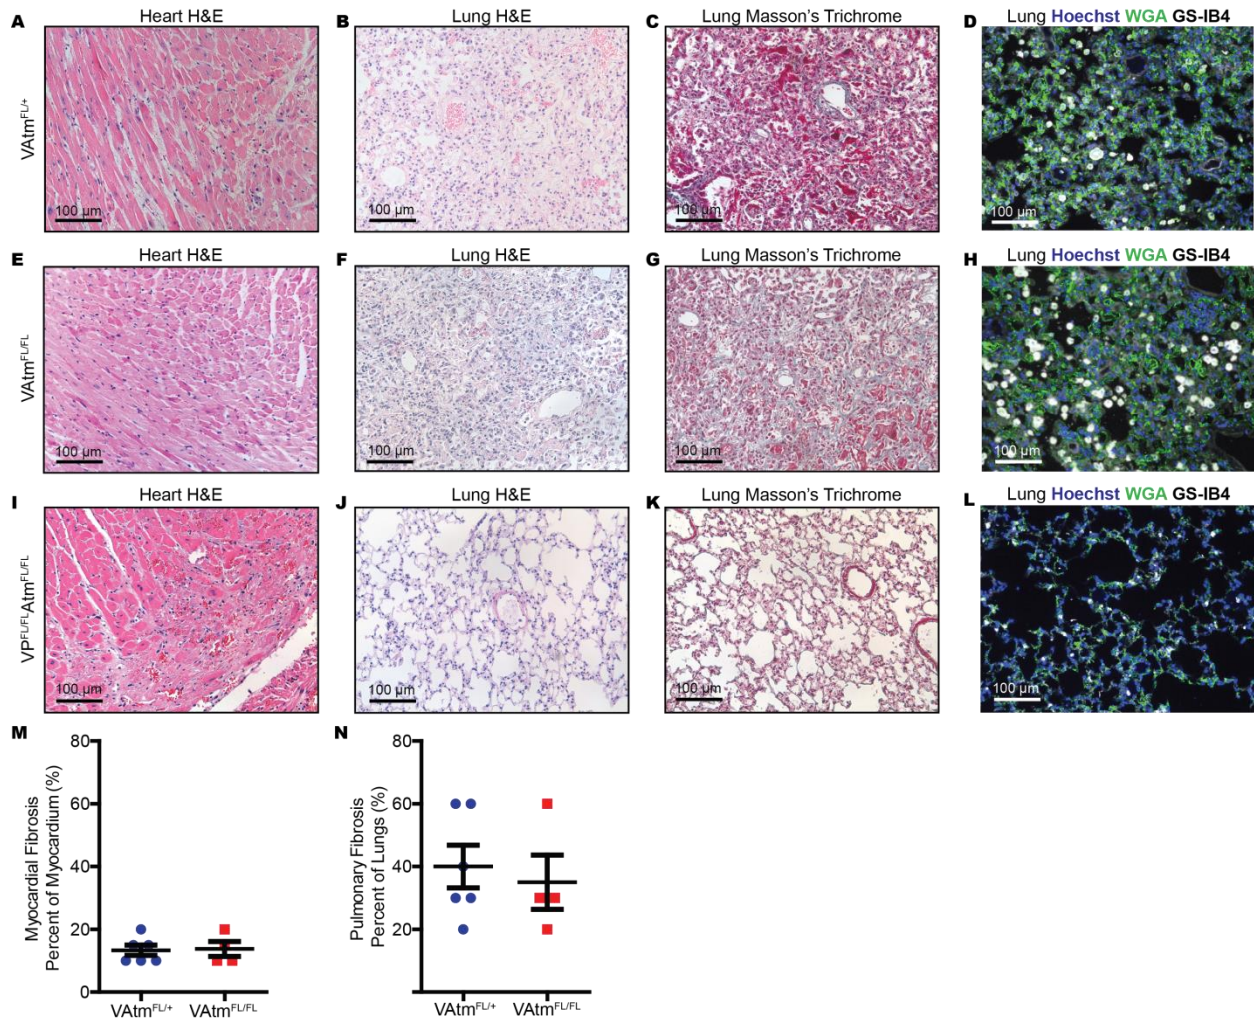 A Heart H&E
B Lung H&E
C Lung Masson's Trichrome
D Lung Hoechst WGA GS-IB4
VAtmFL/+
100 µm
100 µm
100 µm
100 µm
E Heart H&E
F Lung H&E
G Lung Masson's Trichrome
H Lung Hoechst WGA GS-IB4
VAtmFL/FL
100 µm
100 µm
100 µm
100 µm
I Heart H&E
J Lung H&E
K Lung Masson's Trichrome
L Lung Hoechst WGA GS-IB4
VPFL/FLAtmFL/FL
100 µm
100 µm
100 µm
100 µm
M
Myocardial Fibrosis
Percent of Myocardium (%)
80
60
40
20
0
VAtmFL/+ VAtmFL/FL
N
Pulmonary Fibrosis
Percent of Lungs (%)
80
60
40
20
VAtmFL/+ VAtmFL/FL